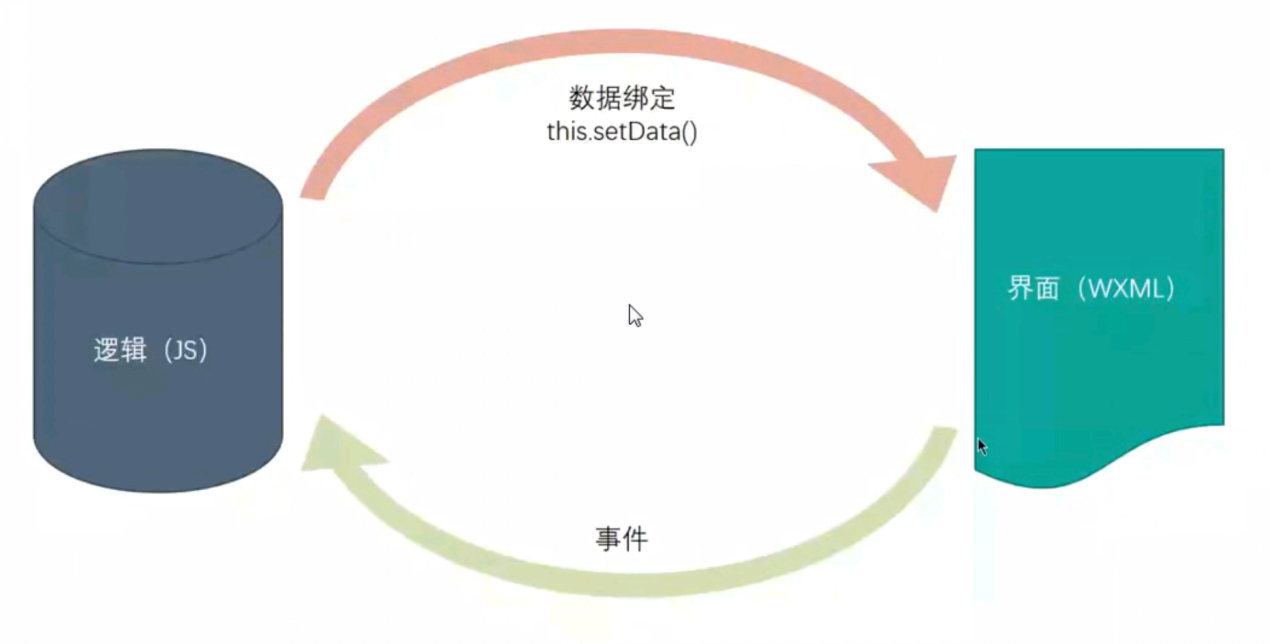 数据绑定
this.setData()
逻辑（JS）
界面（WXML）
事件